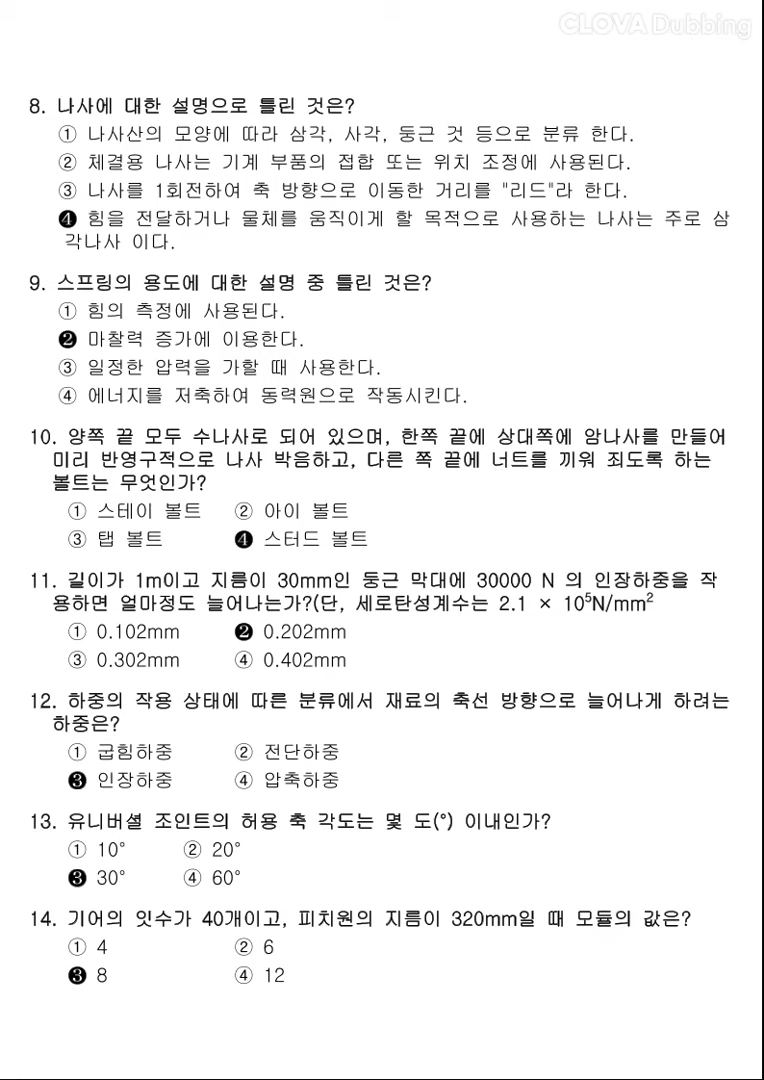 CLOVA Dubbing
8. 나사에 대한 설명으로 틀린 것은?
① 나사산의 모양에 따라 삼각, 사각, 둥근 것 등으로 분류 한다.
② 체결용 나사는 기계 부품의 접합 또는 위치 조정에 사용된다.
③ 나사를 1회전하여 축 방향으로 이동한 거리를 "리드"라 한다.
❹ 힘을 전달하거나 물체를 움직이게 할 목적으로 사용하는 나사는 주로 삼
각나사 이다.
9. 스프링의 용도에 대한 설명 중 틀린 것은?
① 힘의 측정에 사용된다.
❷ 마찰력 증가에 이용한다.
③ 일정한 압력을 가할 때 사용한다.
④ 에너지를 저축하여 동력원으로 작동시킨다.
10. 양쪽 끝 모두 수나사로 되어 있으며, 한쪽 끝에 상대쪽에 암나사를 만들어
미리 반영구적으로 나사 박음하고, 다른 쪽 끝에 너트를 끼워 죄도록 하는
볼트는 무엇인가?
① 스테이 볼트 ② 아이 볼트
③ 탭 볼트 ❹ 스터드 볼트
11. 길이가 1m이고 지름이 30mm인 둥근 막대에 30000 N 의 인장하중을 작
용하면 얼마정도 늘어나는가?(단, 세로탄성계수는 2.1 × 10⁵N/mm²
① 0.102mm ❷ 0.202mm
③ 0.302mm ④ 0.402mm
12. 하중의 작용 상태에 따른 분류에서 재료의 축선 방향으로 늘어나게 하려는
하중은?
① 굽힘하중 ② 전단하중
❸ 인장하중 ④ 압축하중
13. 유니버셜 조인트의 허용 축 각도는 몇 도(°) 이내인가?
① 10° ② 20°
❸ 30° ④ 60°
14. 기어의 잇수가 40개이고, 피치원의 지름이 320mm일 때 모듈의 값은?
① 4 ② 6
❸ 8 ④ 12